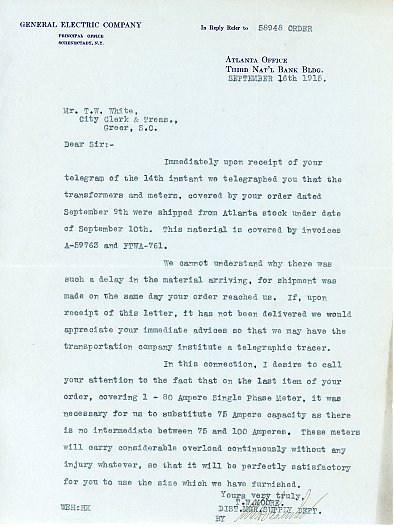 GENERAL ELECTRIC COMPANY
PRINCIPAL OFFICE
SCHENECTADY, N.Y.
In Reply Refer to 58948 ORDER
ATLANTA OFFICE
THIRD NAT'L BANK BLDG.
SEPTEMBER 16th 1915.
Mr. T.W. White,
City Clerk & Treas.,
Greer, S.C.
Dear Sir:-
Immediately upon receipt of your
telegram of the 14th instant we telegraphed you that the
transformers and meters, covered by your order dated
September 9th were shipped from Atlanta stock under date
of September 10th. This material is covered by invoices
A-59763 and FTWA-761.
We cannot understand why there was
such a delay in the material arriving, for shipment was
made on the same day your order reached us. If, upon
receipt of this letter, it has not been delivered we would
appreciate your immediate advices so that we may have the
transportation company institute a telegraphic tracer.
In this connection, I desire to call
your attention to the fact that on the last item of your
order, covering 1 - 80 Ampere Single Phase Meter, it was
necessary for us to substitute 75 Ampere capacity as there
is no intermediate between 75 and 100 Amperes. These meters
will carry considerable overload continuously without any
injury whatever, so that it will be perfectly satisfactory
for you to use the size which we have furnished.
Yours very truly,
MOORE.
WEH:HK DIST.MGR.SUPPLY DEPT.
BY